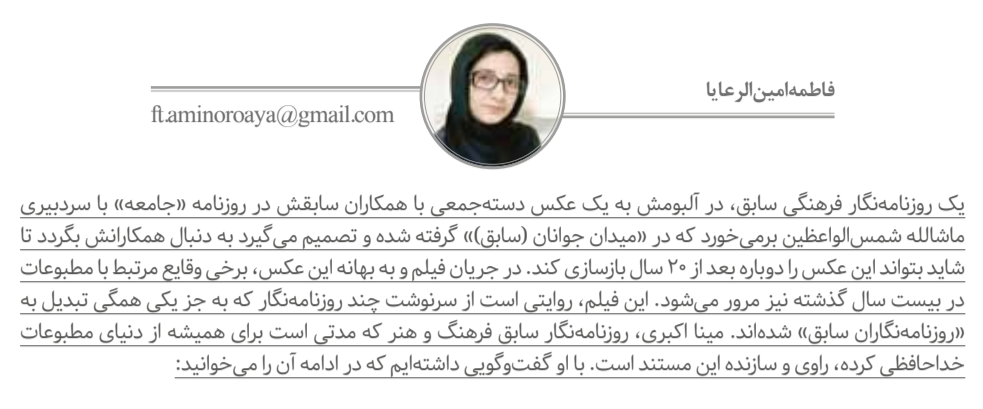 فاطمه‌امین‌الرعایا
ft.aminoroaya@gmail.com
یک روزنامه‌نگار فرهنگی سابق، در آلبومش به یک عکس دسته‌جمعی با همکاران سابقش در روزنامه «جامعه» با سردبیری
ماشالله شمس‌الواعظین برمی‌خورد که در «میدان جوانان (سابق)» گرفته شده و تصمیم می‌گیرد به دنبال همکارانش بگردد تا
شاید بتواند این عکس را دوباره بعد از ۲۰ سال بازسازی کند. در جریان فیلم و به بهانه این عکس، برخی وقایع مرتبط با مطبوعات
در بیست سال گذشته نیز مرور می‌شود. این فیلم، روایتی است از سرنوشت چند روزنامه‌نگار که به جز یکی همگی تبدیل به
«روزنامه‌نگاران سابق» شده‌اند. مینا اکبری، روزنامه‌نگار سابق فرهنگ و هنر که مدتی است برای همیشه از دنیای مطبوعات
خداحافظی کرده، راوی و سازنده این مستند است. با او گفت‌وگویی داشته‌ایم که در ادامه آن را می‌خوانید: